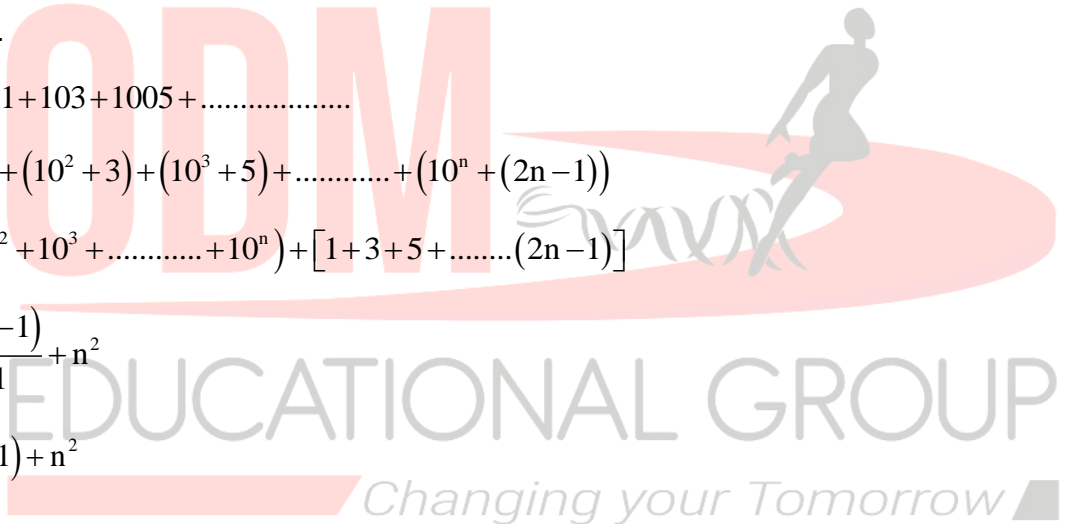 .
1+103+1005+...................
+(10² +3)+(10³ +5)+............+(10ⁿ +(2n−1))
² +10³ +............+10ⁿ)+[1+3+5+........(2n−1)]
−1)
+n²
1
1)+n²
ODM
EDUCATIONAL GROUP
Changing your Tomorrow